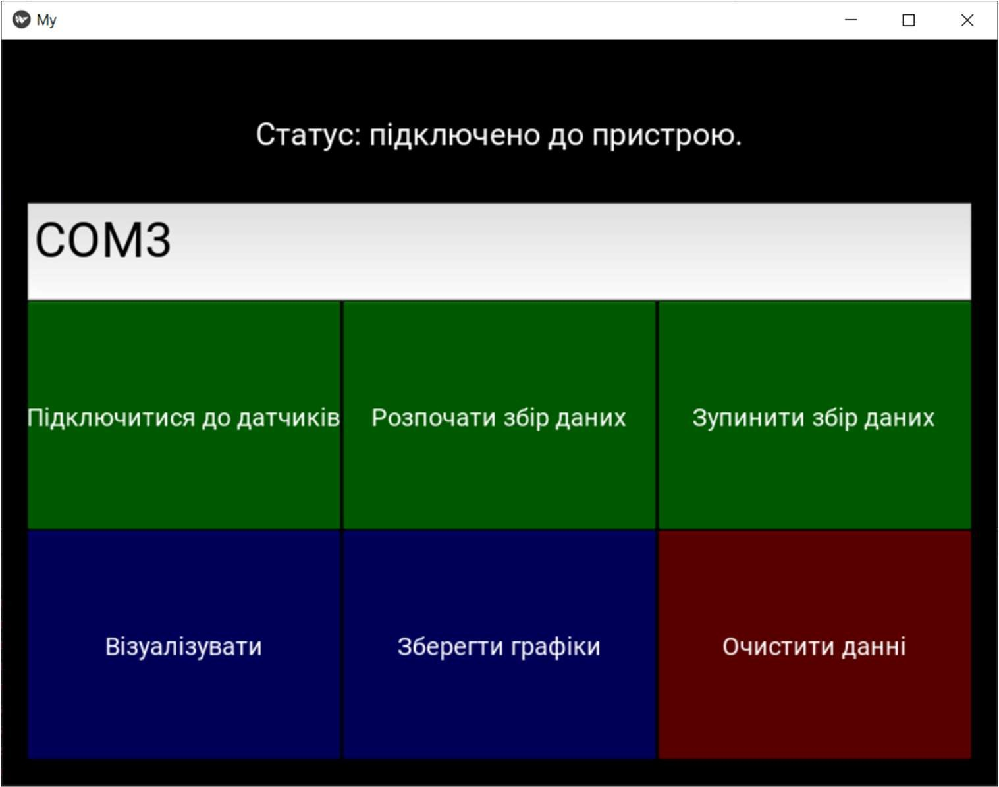 My
Статус: підключено до пристрою.
COM3
Підключитися до датчиків
Розпочати збір даних
Зупинити збір даних
Візуалізувати
Зберегти графіки
Очистити данні